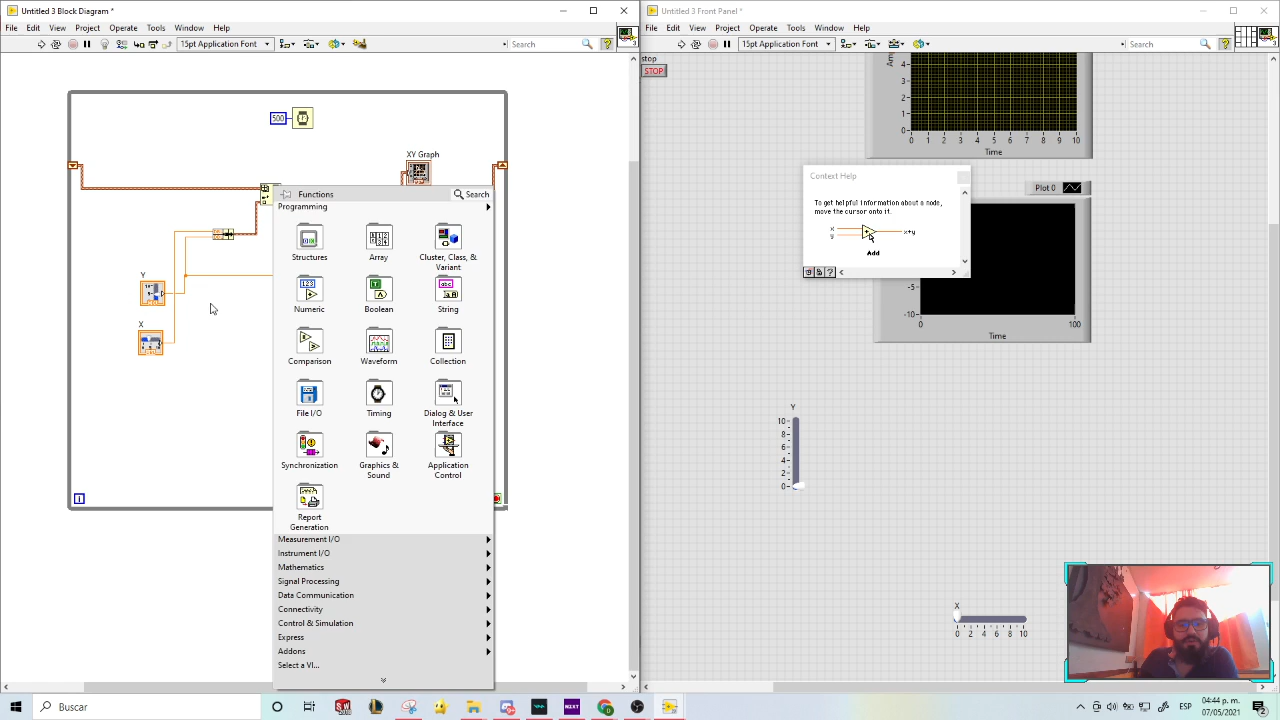 Untitled 3 Block Diagram *
File Edit View Project Operate Tools Window Help
15pt Application Font
Search
500
XY Graph
Y
X
i
Functions
Search
Programming
Structures
Array
Cluster, Class, &
Variant
Numeric
Boolean
String
Comparison
Waveform
Collection
File I/O
Timing
Dialog & User
Interface
Synchronization
Graphics &
Sound
Application
Control
Report
Generation
Measurement I/O
Instrument I/O
Mathematics
Signal Processing
Data Communication
Connectivity
Control & Simulation
Express
Addons
Select a VI...
Untitled 3 Front Panel *
File Edit View Project Operate Tools Window Help
15pt Application Font
Search
stop
STOP
4
3
2
1
0
0 1 2 3 4 5 6 7 8 9 10
Time
Context Help
To get helpful information about a node,
move the cursor onto it.
x
y
x+y
Add
Plot 0
-5
-10
0 100
Time
Y
10
8
6
4
2
0
X
0 2 4 6 8 10
Buscar
ESP
04:44 p. m.
07/05/2021
2